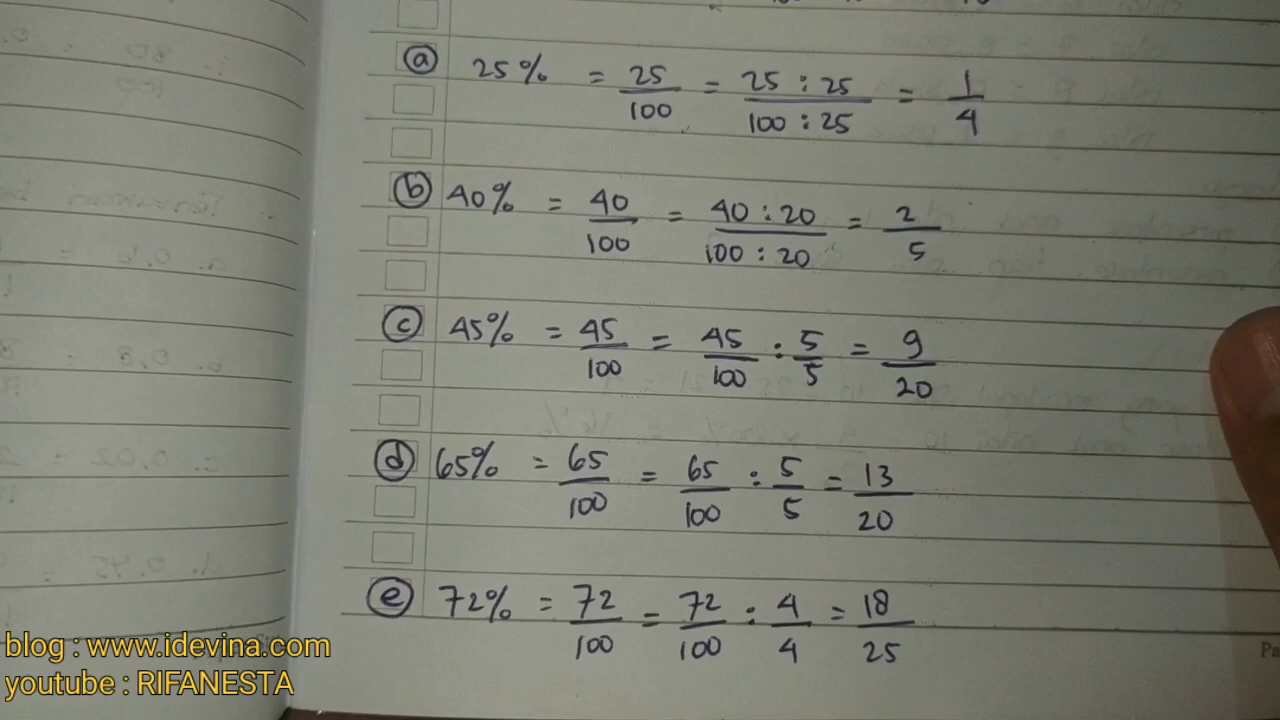 ⓐ 25% = 25/100 = 25 : 25/100 : 25 = 1/4
ⓑ 40% = 40/100 = 40 : 20/100 : 20 = 2/5
ⓒ 45% = 45/100 = 45/100 : 5/5 = 9/20
ⓓ 65% = 65/100 = 65/100 : 5/5 = 13/20
ⓔ 72% = 72/100 = 72/100 : 4/4 = 18/25
blog : www.idevina.com
youtube : RIFANESTA